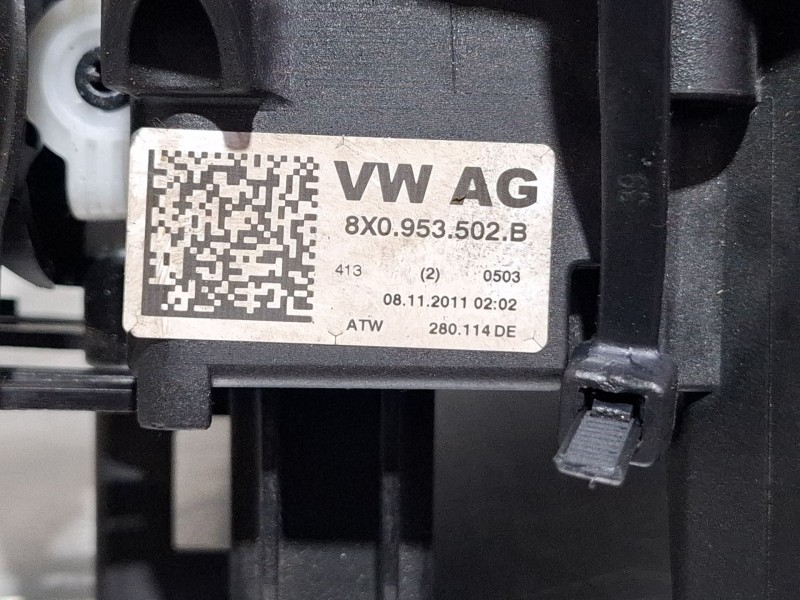 VW AG
8X0.953.502.B
413 (2) 0503
08.11.2011 02:02
ATW 280.114 DE